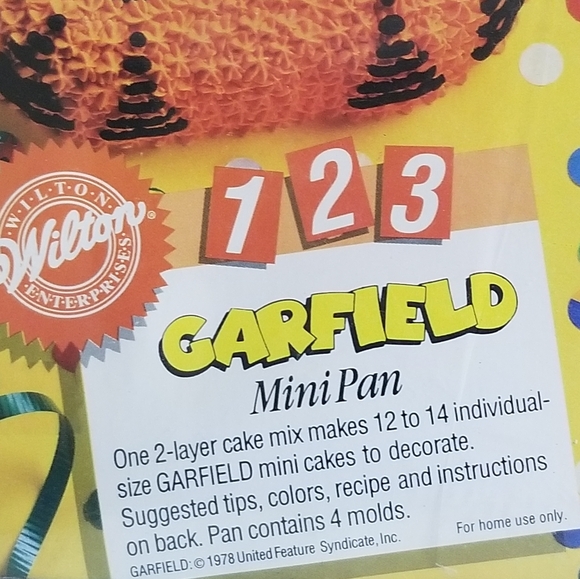 1 2 3
W·I·L·T·O·N
Wilton®
ENTERPRISES
GARFIELD
Mini Pan
One 2-layer cake mix makes 12 to 14 individual-
size GARFIELD mini cakes to decorate.
Suggested tips, colors, recipe and instructions
on back. Pan contains 4 molds.
For home use only.
GARFIELD: © 1978 United Feature Syndicate, Inc.